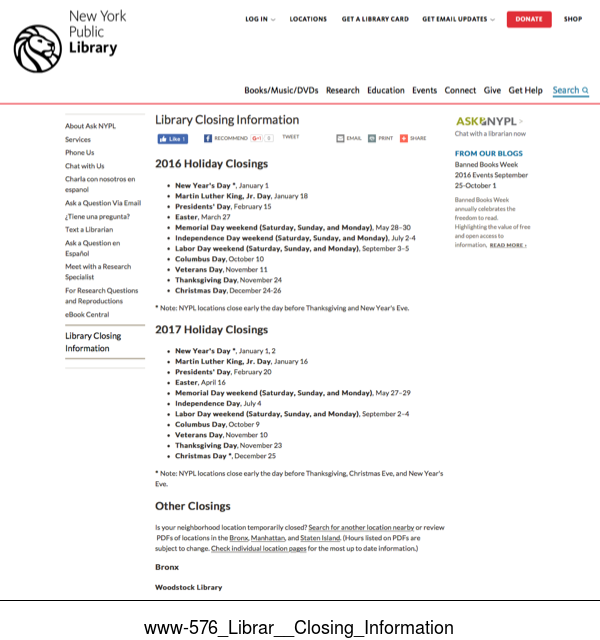 New York
Public
Library
LOG IN
LOCATIONS
GET A LIBRARY CARD
GET EMAIL UPDATES
DONATE
SHOP
Books/Music/DVDs Research Education Events Connect Give Get Help Search
About Ask NYPL
Services
Phone Us
Chat with Us
Charla con nosotros en
espanol
Ask a Question Via Email
¿Tiene una pregunta?
Text a Librarian
Ask a Question en
Español
Meet with a Research
Specialist
For Research Questions
and Reproductions
eBook Central
Library Closing
Information
Library Closing Information
Like 1
RECOMMEND
G+1 0
TWEET
EMAIL
PRINT
SHARE
2016 Holiday Closings
• New Year's Day *, January 1
• Martin Luther King, Jr. Day, January 18
• Presidents' Day, February 15
• Easter, March 27
• Memorial Day weekend (Saturday, Sunday, and Monday), May 28-30
• Independence Day weekend (Saturday, Sunday, and Monday), July 2-4
• Labor Day weekend (Saturday, Sunday, and Monday), September 3-5
• Columbus Day, October 10
• Veterans Day, November 11
• Thanksgiving Day, November 24
• Christmas Day, December 24-26
* Note: NYPL locations close early the day before Thanksgiving and New Year's Eve.
2017 Holiday Closings
• New Year's Day *, January 1, 2
• Martin Luther King, Jr. Day, January 16
• Presidents' Day, February 20
• Easter, April 16
• Memorial Day weekend (Saturday, Sunday, and Monday), May 27-29
• Independence Day, July 4
• Labor Day weekend (Saturday, Sunday, and Monday), September 2-4
• Columbus Day, October 9
• Veterans Day, November 10
• Thanksgiving Day, November 23
• Christmas Day *, December 25
* Note: NYPL locations close early the day before Thanksgiving, Christmas Eve, and New Year's
Eve.
Other Closings
Is your neighborhood location temporarily closed? Search for another location nearby or review
PDFs of locations in the Bronx, Manhattan, and Staten Island. (Hours listed on PDFs are
subject to change. Check individual location pages for the most up to date information.)
Bronx
Woodstock Library
ASK NYPL >
Chat with a librarian now
FROM OUR BLOGS
Banned Books Week
2016 Events September
25-October 1
Banned Books Week
annually celebrates the
freedom to read.
Highlighting the value of free
and open access to
information, READ MORE ›
www-576_Librar__Closing_Information